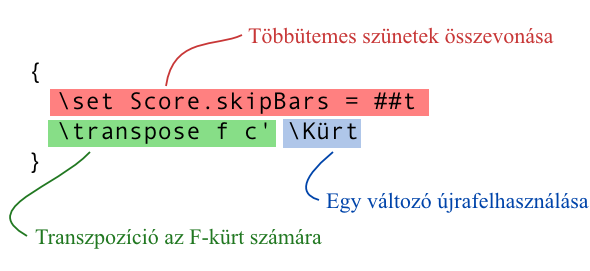 Többütemes szünetek összevonása
{
\set Score.skipBars = ##t
\transpose f c' \Kürt
}
Egy változó újrafelhasználása
Transzpozíció az F-kürt számára